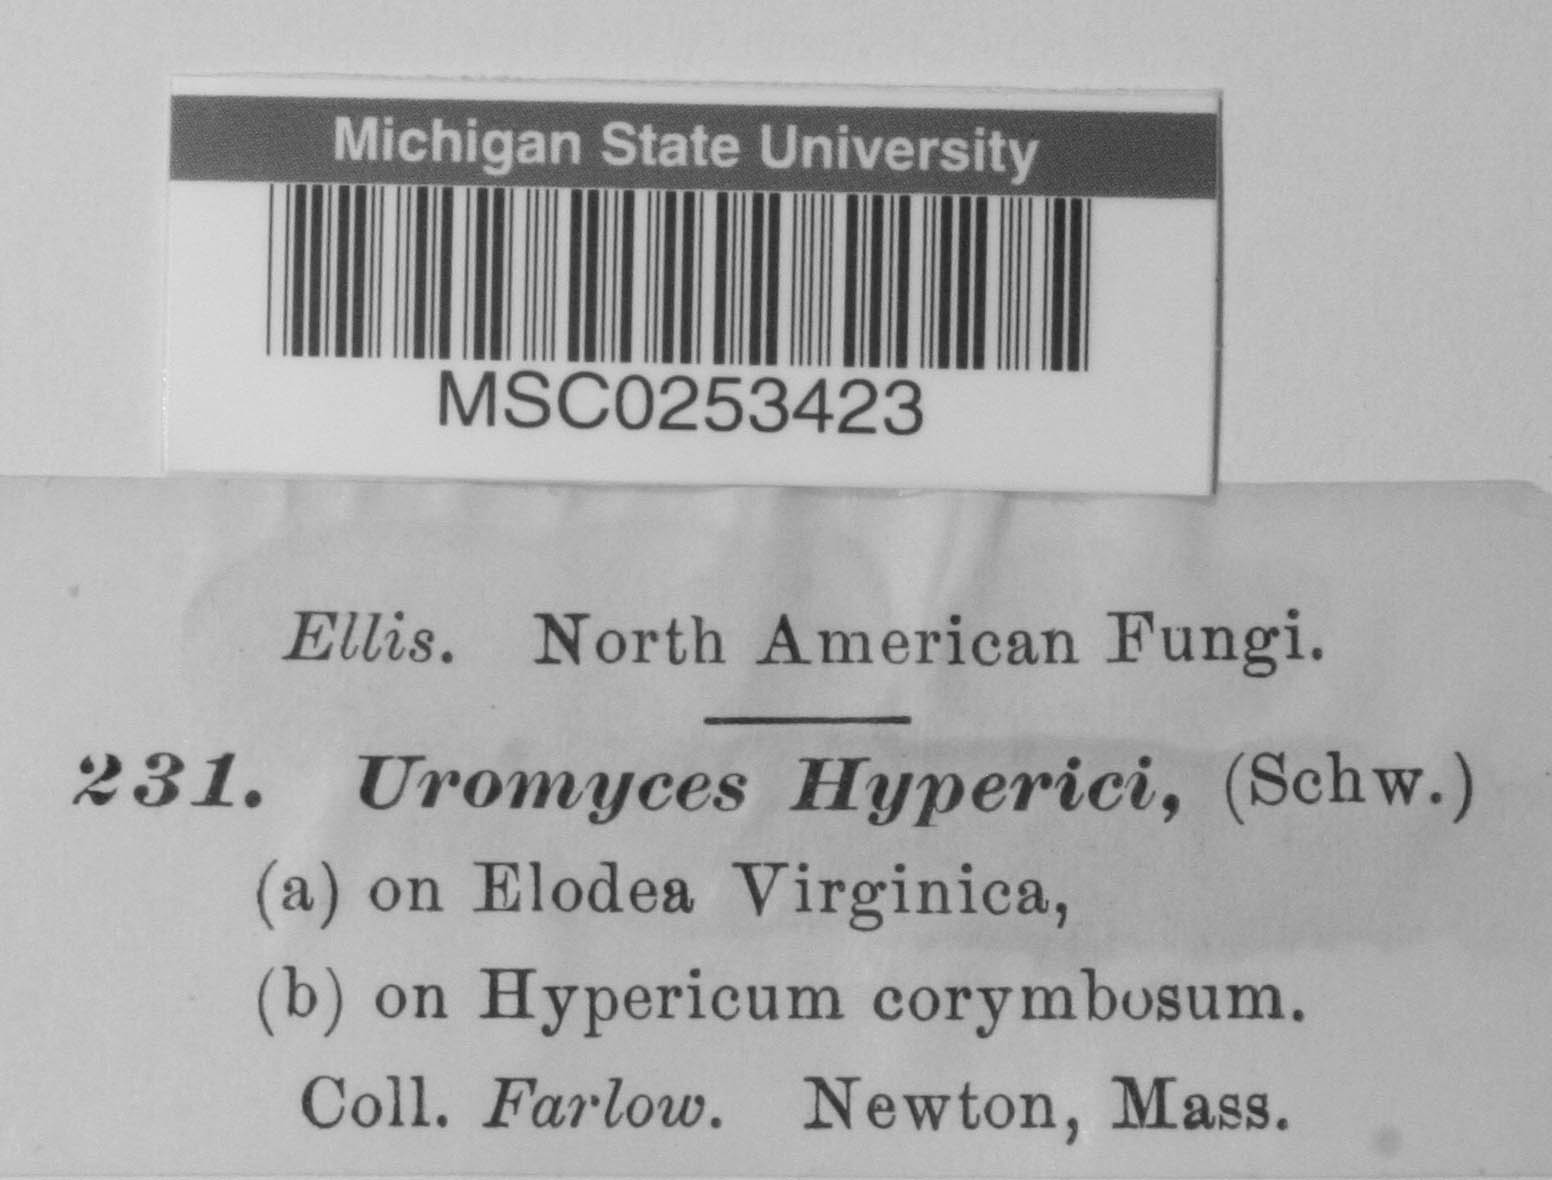 Michigan State University
MSC0253423
Ellis. North American Fungi.
231. Uromyces Hyperici, (Schw.)
(a) on Elodea Virginica,
(b) on Hypericum corymbosum.
Coll. Farlow. Newton, Mass.